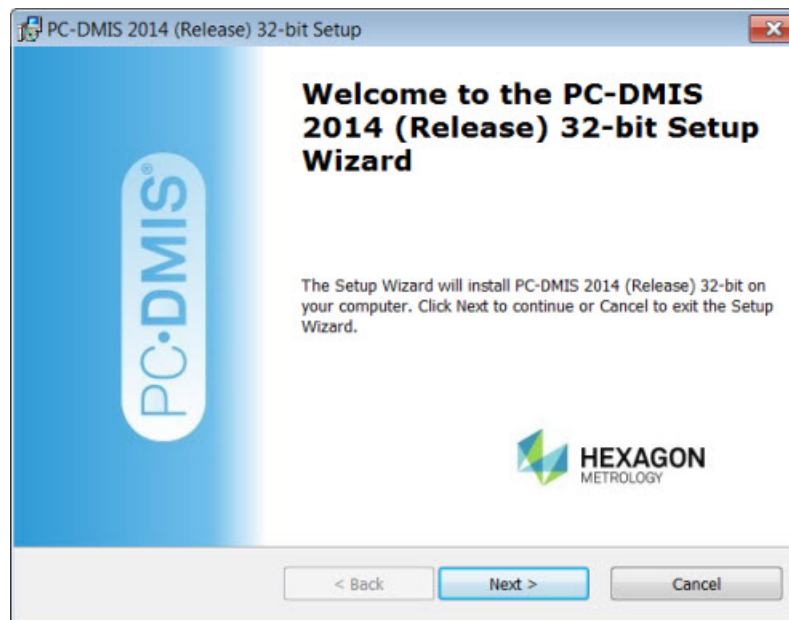 PC-DMIS 2014 (Release) 32-bit Setup
Welcome to the PC-DMIS
2014 (Release) 32-bit Setup
Wizard
PC•DMIS®
The Setup Wizard will install PC-DMIS 2014 (Release) 32-bit on
your computer. Click Next to continue or Cancel to exit the Setup
Wizard.
HEXAGON
METROLOGY
< Back
Next >
Cancel